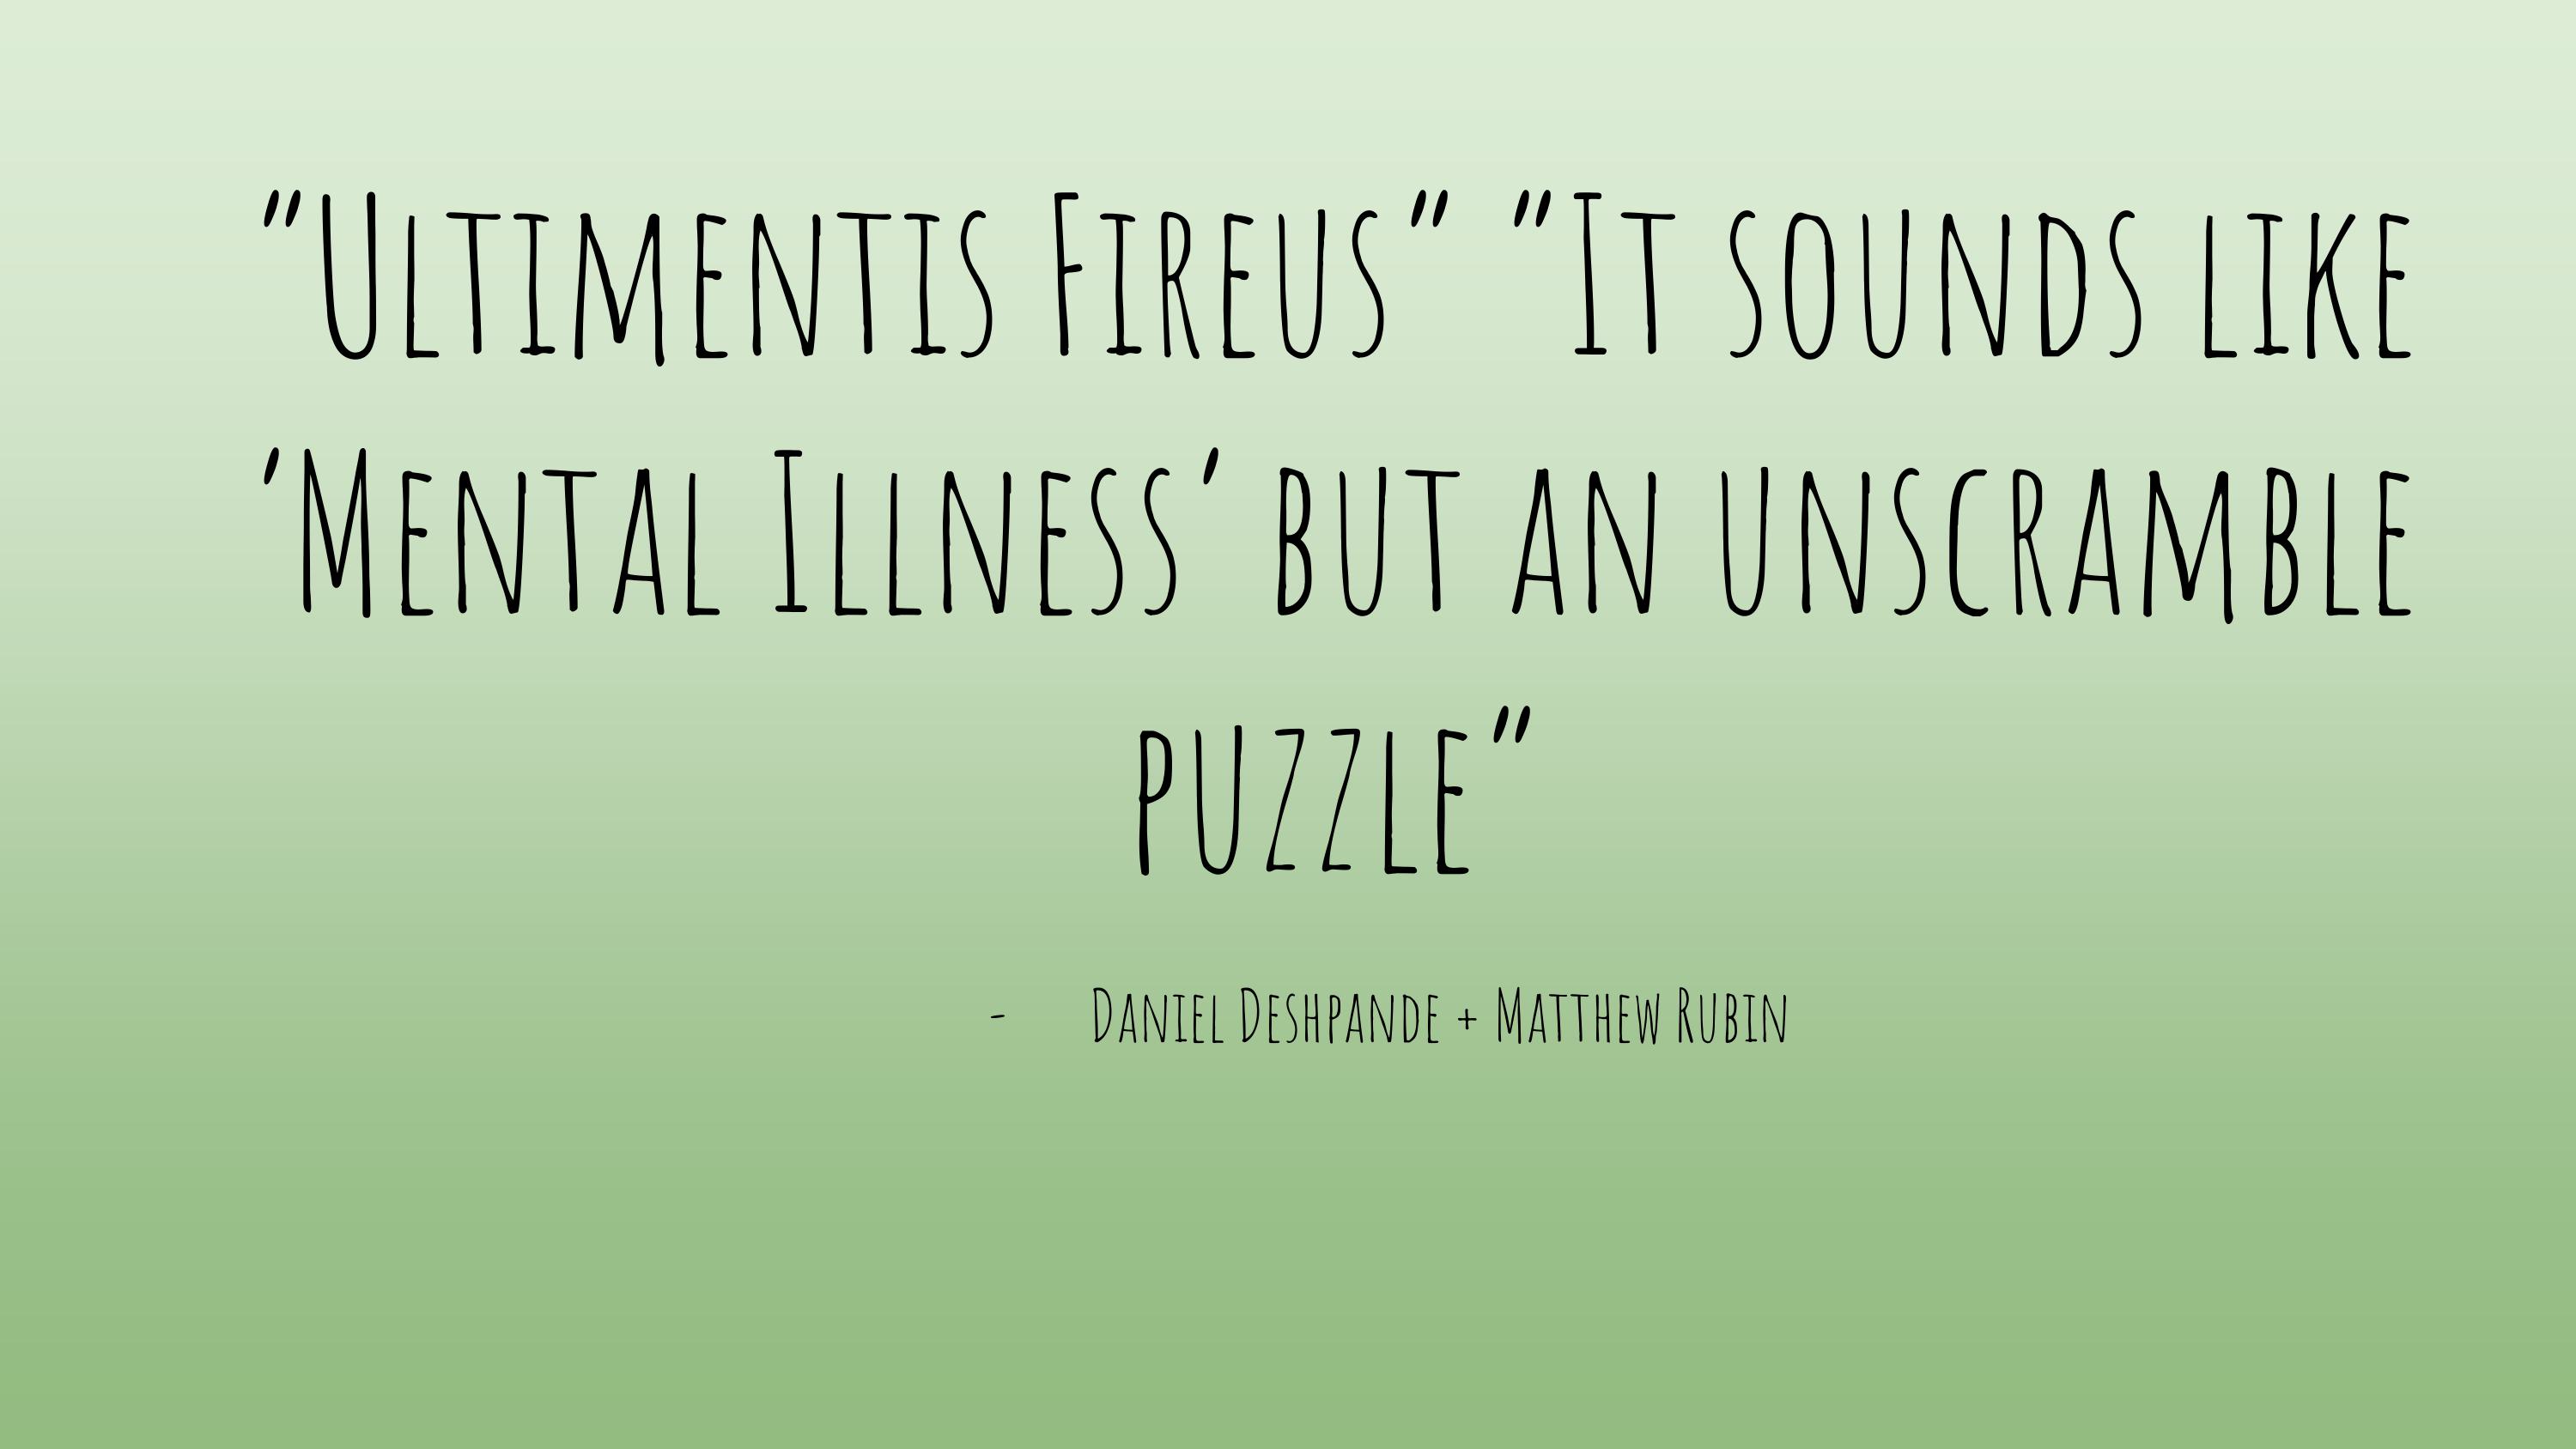 “Ultimentis Fireus” “It sounds like
‘Mental Illness’ but an unscramble
puzzle”
- Daniel Deshpande + Matthew Rubin